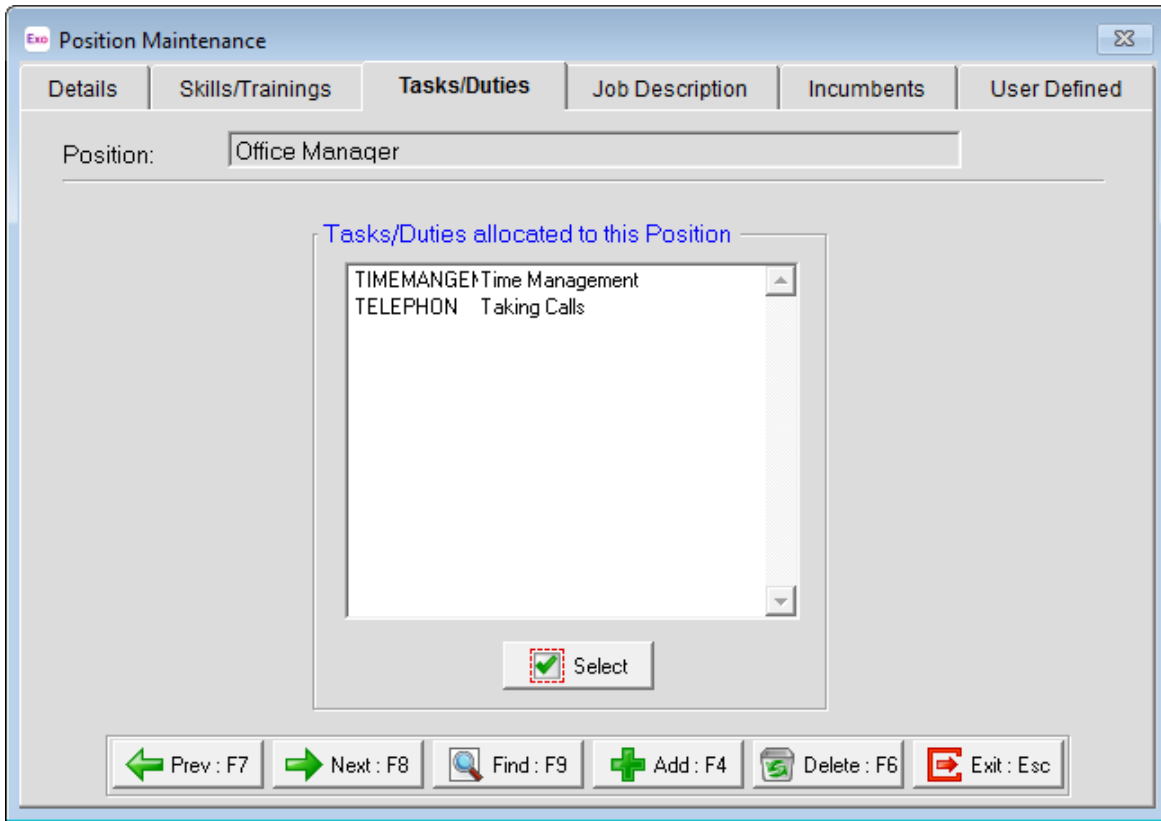 Exo Position Maintenance
Details Skills/Trainings Tasks/Duties Job Description Incumbents User Defined
Position: Office Manager
Tasks/Duties allocated to this Position
TIMEMANGEM Time Management
TELEPHON Taking Calls
Select
Prev : F7 Next : F8 Find : F9 Add : F4 Delete : F6 Exit : Esc